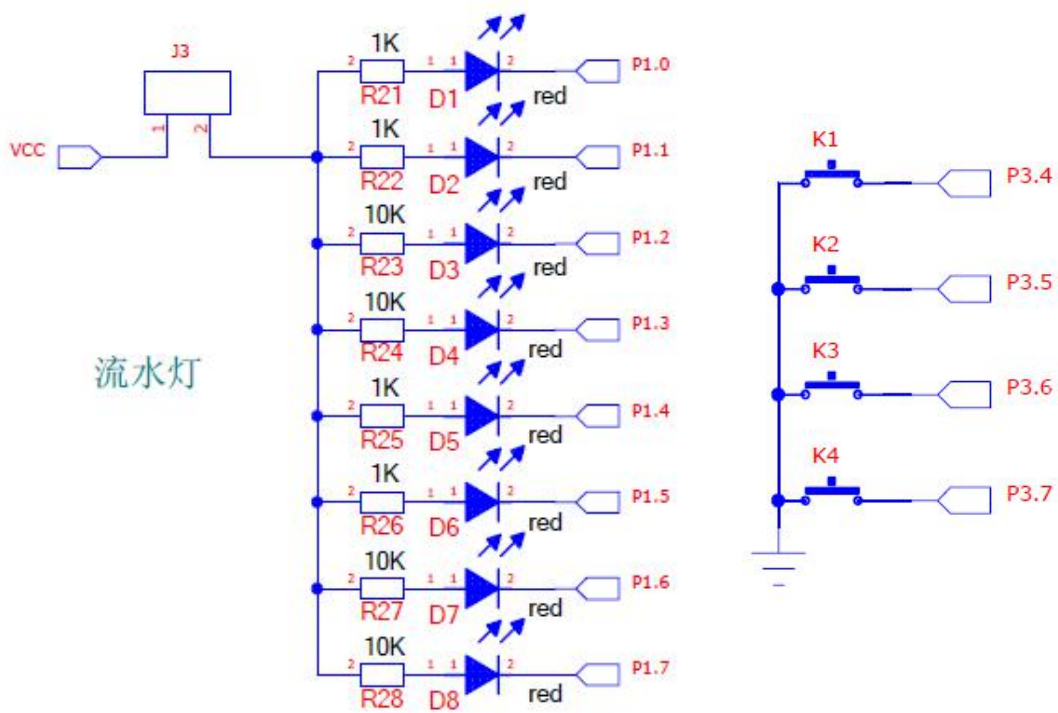 J3
1
2
VCC
1K
2 1 1 2
R21 D1 red P1.0
1K
2 1 1 2
R22 D2 red P1.1
10K
2 1 1 2
R23 D3 red P1.2
10K
2 1 1 2
R24 D4 red P1.3
1K
2 1 1 2
R25 D5 red P1.4
1K
2 1 1 2
R26 D6 red P1.5
10K
2 1 1 2
R27 D7 red P1.6
10K
2 1 1 2
R28 D8 red P1.7
流水灯
K1
P3.4
K2
P3.5
K3
P3.6
K4
P3.7